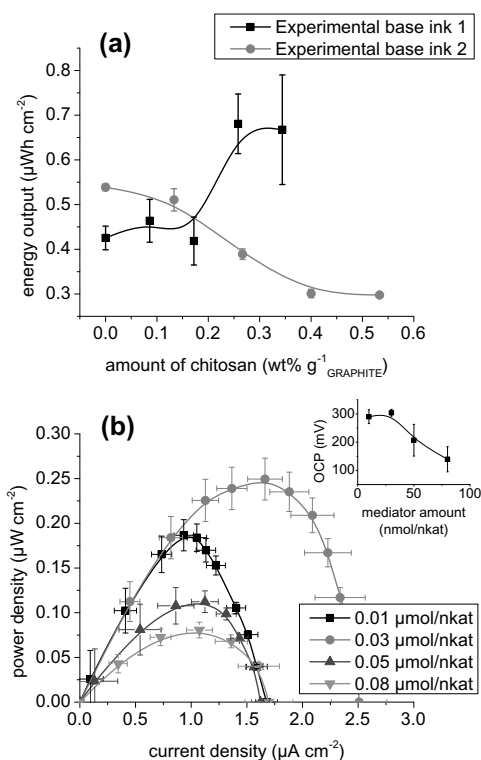 Experimental base ink 1
Experimental base ink 2
(a)
energy output (µWh cm⁻²)
0.8
0.7
0.6
0.5
0.4
0.3
0.0 0.1 0.2 0.3 0.4 0.5 0.6
amount of chitosan (wt% g⁻¹GRAPHITE)
(b)
power density (µW cm⁻²)
0.30
0.25
0.20
0.15
0.10
0.050
0.00
0.0 0.50 1.0 1.5 2.0 2.5 3.0
current density (µA cm⁻²)
OCP (mV)
300
200
100
0 50 100
mediator amount
(nmol/nkat)
0.01 µmol/nkat
0.03 µmol/nkat
0.05 µmol/nkat
0.08 µmol/nkat